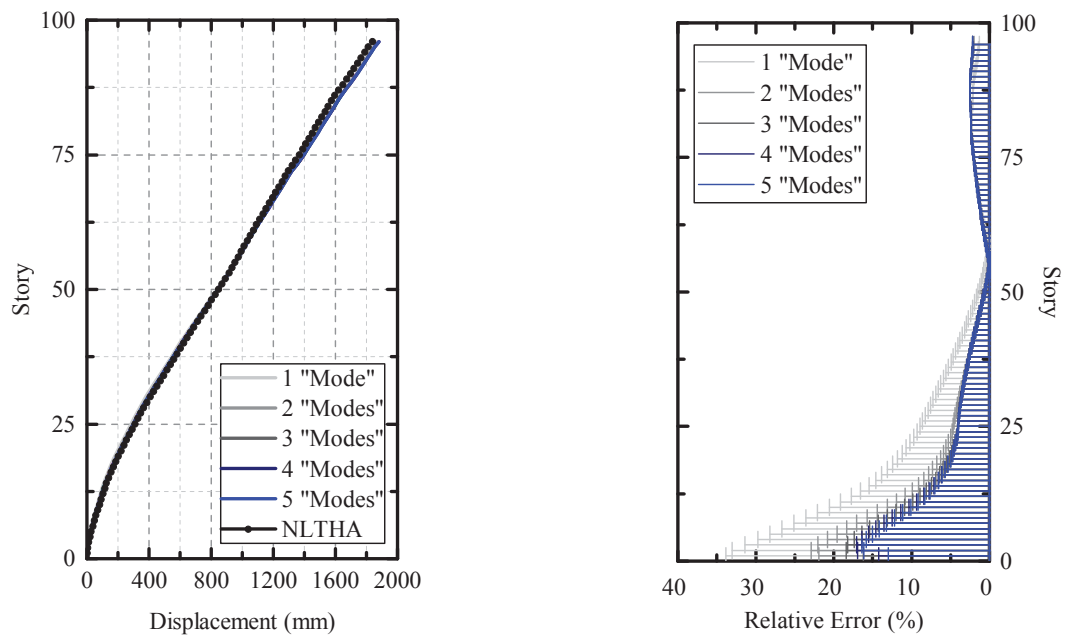 100
75
50
25
0
Story
0 400 800 1200 1600 2000
Displacement (mm)
1 "Mode"
2 "Modes"
3 "Modes"
4 "Modes"
5 "Modes"
NLTHA
1 "Mode"
2 "Modes"
3 "Modes"
4 "Modes"
5 "Modes"
100
75
50
25
0
Story
40 30 20 10 0
Relative Error (%)